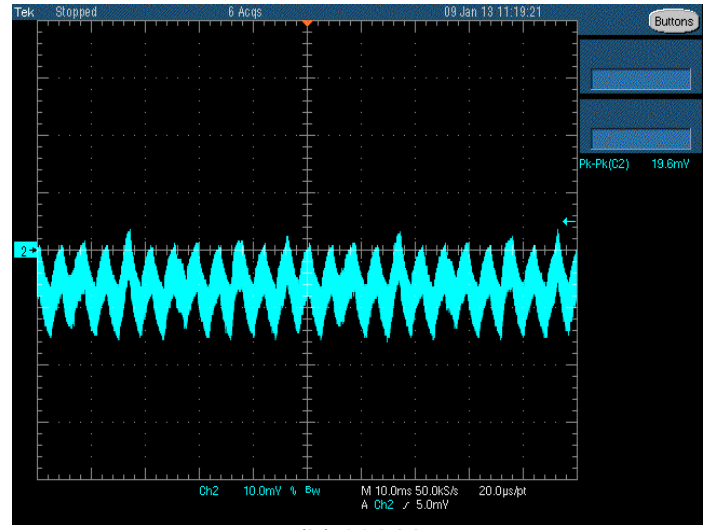 Tek Stopped 6 Acqs 09 Jan 13 11:19:21
Buttons
Pk-Pk(C2) 19.6mV
2
Ch2 10.0mV ∿ Bw M 10.0ms 50.0kS/s 20.0µs/pt
A Ch2 ∫ 5.0mV